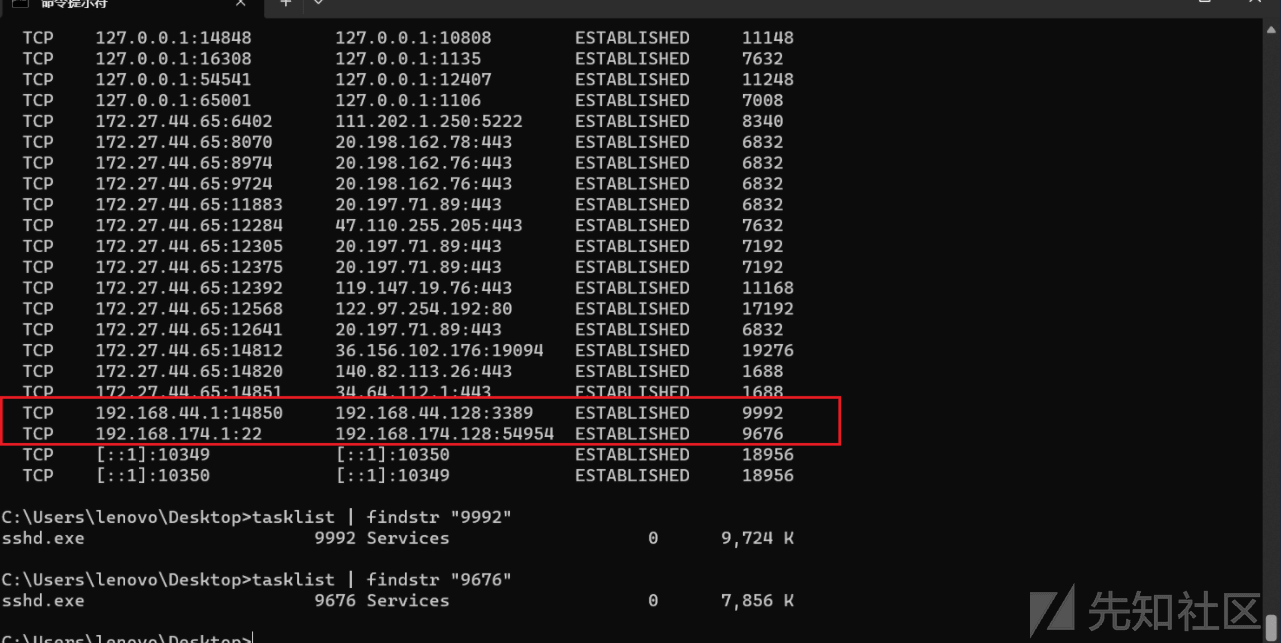 命令提示符
TCP 127.0.0.1:14848 127.0.0.1:10808 ESTABLISHED 11148
TCP 127.0.0.1:16308 127.0.0.1:1135 ESTABLISHED 7632
TCP 127.0.0.1:54541 127.0.0.1:12407 ESTABLISHED 11248
TCP 127.0.0.1:65001 127.0.0.1:1106 ESTABLISHED 7008
TCP 172.27.44.65:6402 111.202.1.250:5222 ESTABLISHED 8340
TCP 172.27.44.65:8070 20.198.162.78:443 ESTABLISHED 6832
TCP 172.27.44.65:8974 20.198.162.76:443 ESTABLISHED 6832
TCP 172.27.44.65:9724 20.198.162.76:443 ESTABLISHED 6832
TCP 172.27.44.65:11883 20.197.71.89:443 ESTABLISHED 6832
TCP 172.27.44.65:12284 47.110.255.205:443 ESTABLISHED 7632
TCP 172.27.44.65:12305 20.197.71.89:443 ESTABLISHED 7192
TCP 172.27.44.65:12375 20.197.71.89:443 ESTABLISHED 7192
TCP 172.27.44.65:12392 119.147.19.76:443 ESTABLISHED 11168
TCP 172.27.44.65:12568 122.97.254.192:80 ESTABLISHED 17192
TCP 172.27.44.65:12641 20.197.71.89:443 ESTABLISHED 6832
TCP 172.27.44.65:14812 36.156.102.176:19094 ESTABLISHED 19276
TCP 172.27.44.65:14820 140.82.113.26:443 ESTABLISHED 1688
TCP 172.27.44.65:14851 34.64.112.1:443 ESTABLISHED 1688
TCP 192.168.44.1:14850 192.168.44.128:3389 ESTABLISHED 9992
TCP 192.168.174.1:22 192.168.174.128:54954 ESTABLISHED 9676
TCP [::1]:10349 [::1]:10350 ESTABLISHED 18956
TCP [::1]:10350 [::1]:10349 ESTABLISHED 18956
C:\Users\lenovo\Desktop>tasklist | findstr "9992"
sshd.exe 9992 Services 0 9,724 K
C:\Users\lenovo\Desktop>tasklist | findstr "9676"
sshd.exe 9676 Services 0 7,856 K
C:\Users\lenovo\Desktop>
先知社区